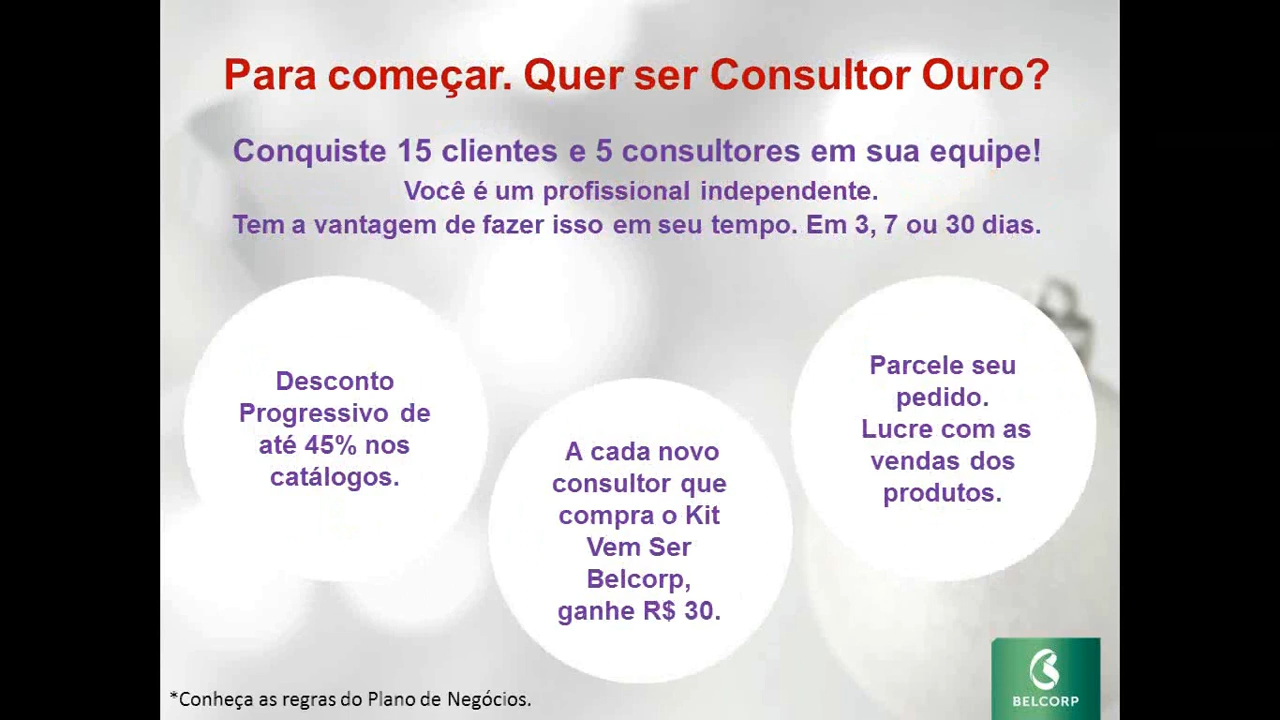 Para começar. Quer ser Consultor Ouro?
Conquiste 15 clientes e 5 consultores em sua equipe!
Você é um profissional independente.
Tem a vantagem de fazer isso em seu tempo. Em 3, 7 ou 30 dias.
Desconto
Progressivo de
até 45% nos
catálogos.
A cada novo
consultor que
compra o Kit
Vem Ser
Belcorp,
ganhe R$ 30.
Parcele seu
pedido.
Lucre com as
vendas dos
produtos.
*Conheça as regras do Plano de Negócios.
BELCORP